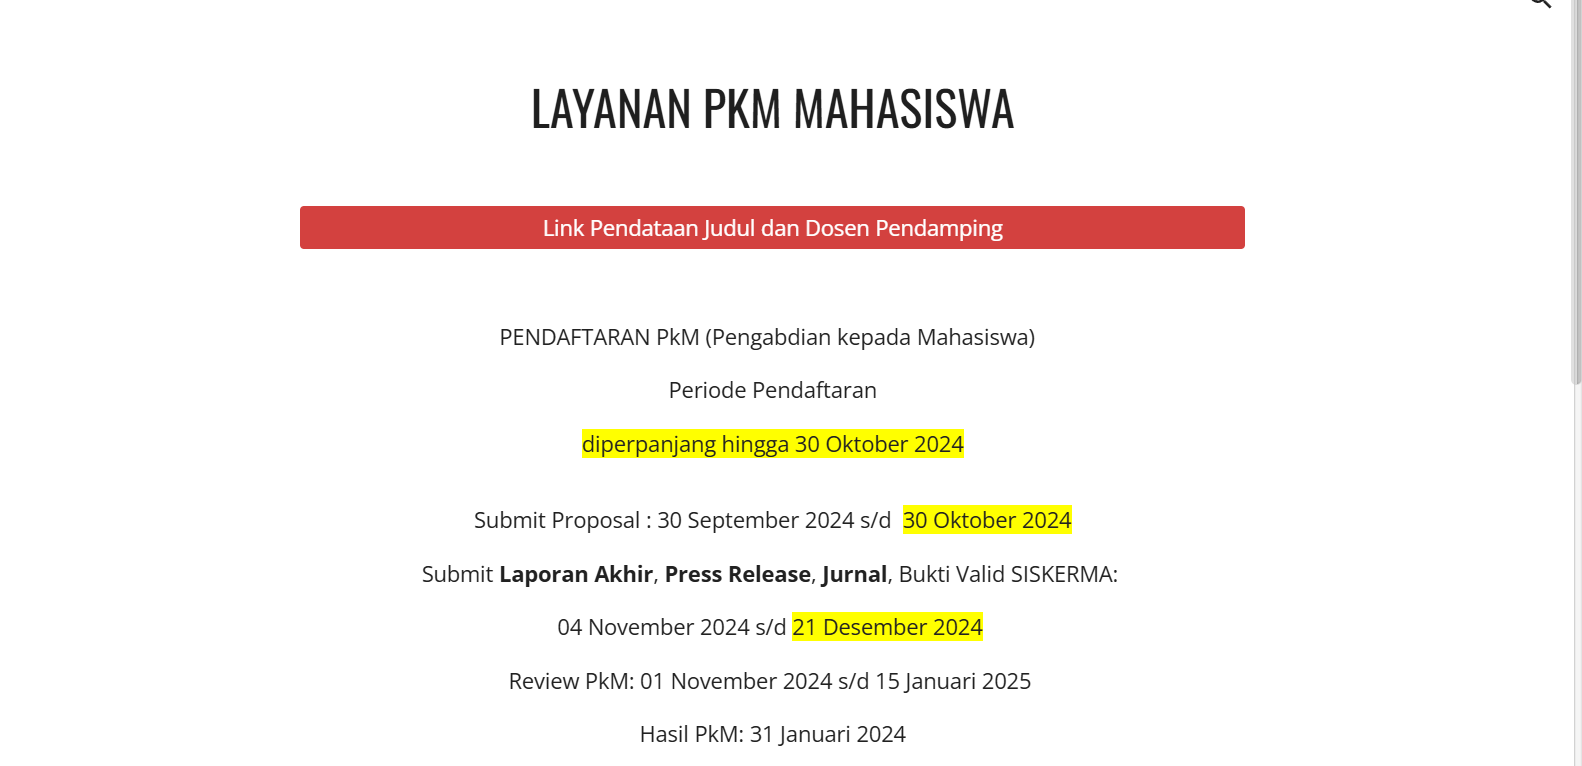 LAYANAN PKM MAHASISWA
Link Pendataan Judul dan Dosen Pendamping
PENDAFTARAN PkM (Pengabdian kepada Mahasiswa)
Periode Pendaftaran
diperpanjang hingga 30 Oktober 2024
Submit Proposal : 30 September 2024 s/d 30 Oktober 2024
Submit Laporan Akhir, Press Release, Jurnal, Bukti Valid SISKERMA:
04 November 2024 s/d 21 Desember 2024
Review PkM: 01 November 2024 s/d 15 Januari 2025
Hasil PkM: 31 Januari 2024